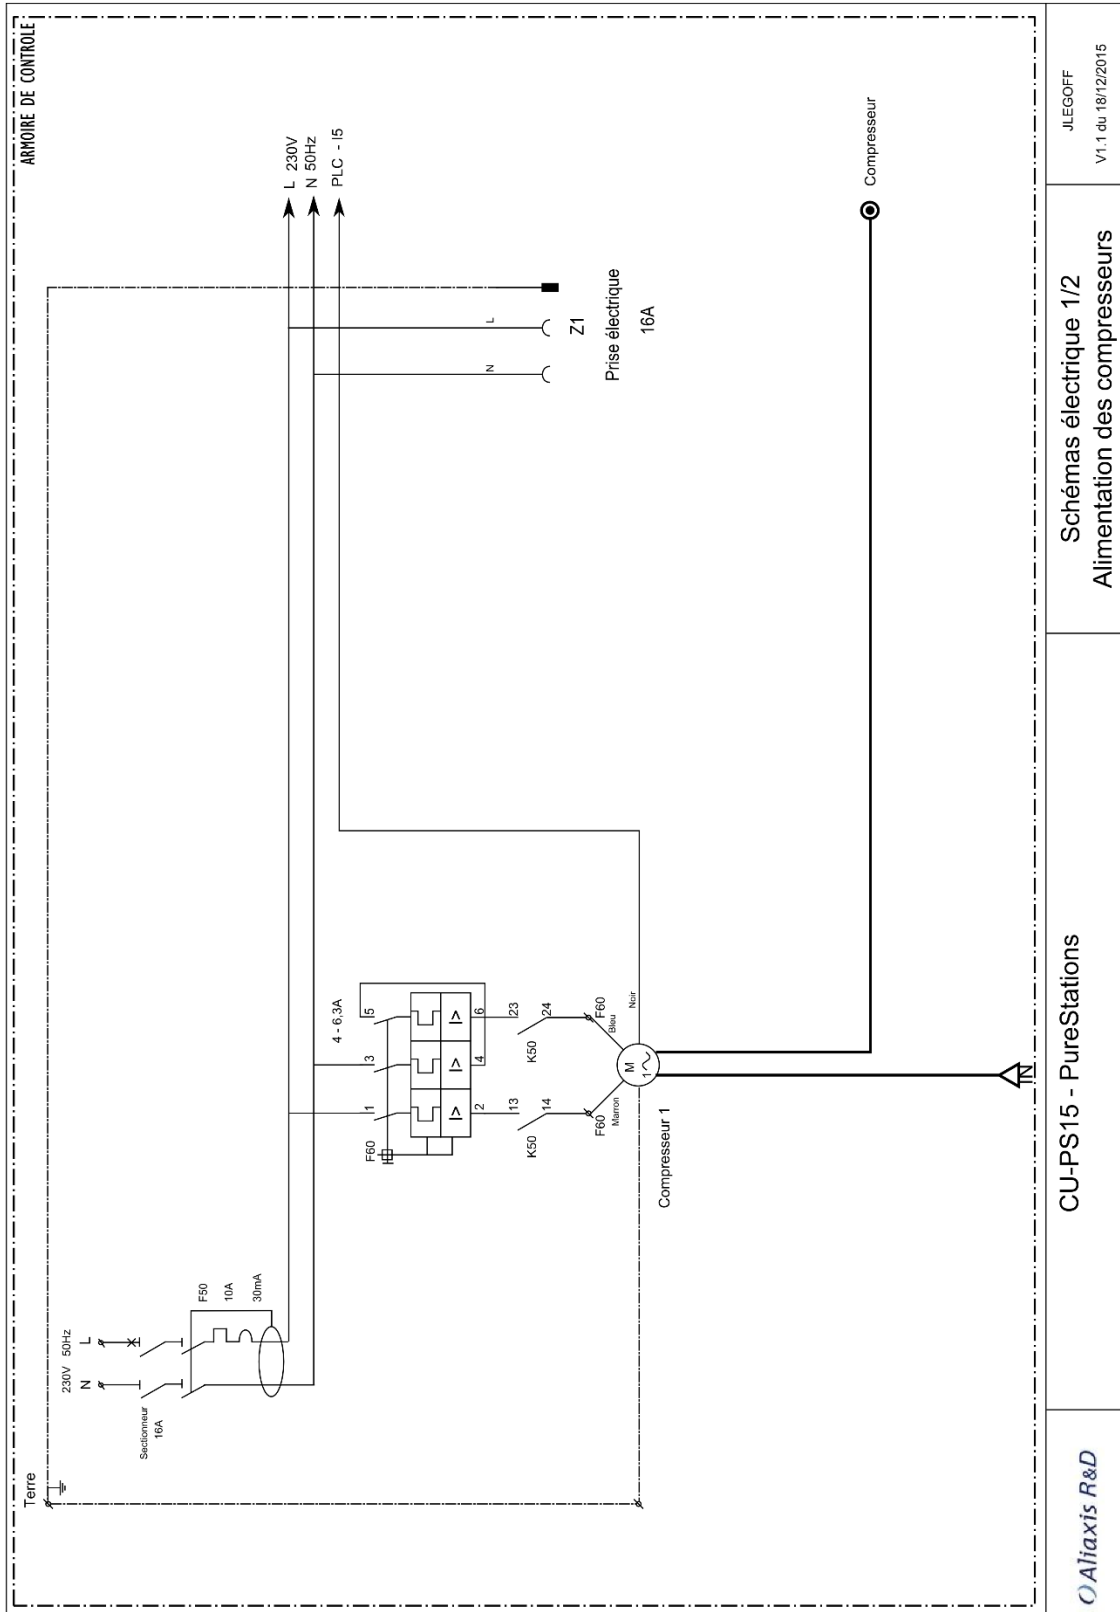 ARMOIRE DE CONTROLE
Terre
230V 50Hz
N L
Sectionneur
16A
F50
10A
30mA
L 230V
N 50Hz
PLC - I5
4 - 6,3A
F60
1 3 5
I> I> I>
2 4 6
13 23
K50 K50
14 24
F60 F60
Marron Bleu
Noir
M
1
Compresseur 1
N L
Z1
Prise électrique
16A
Compresseur
IN
Aliaxis R&D
CU-PS15 - PureStations
Schémas électrique 1/2
Alimentation des compresseurs
JLEGOFF
V1.1 du 18/12/2015